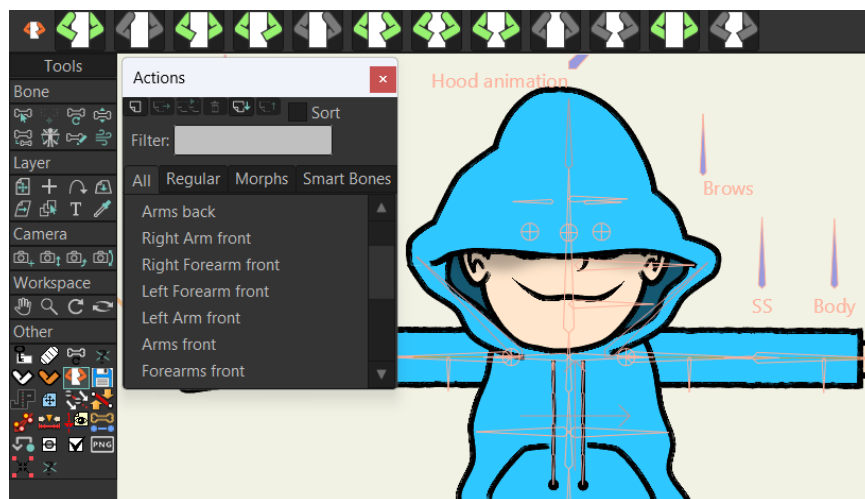 Tools
Bone
Layer
T
Camera
Workspace
Other
PNG
Actions
Sort
Filter:
All Regular Morphs Smart Bones
Arms back
Right Arm front
Right Forearm front
Left Forearm front
Left Arm front
Arms front
Forearms front
Hood animation
Brows
SS
Body